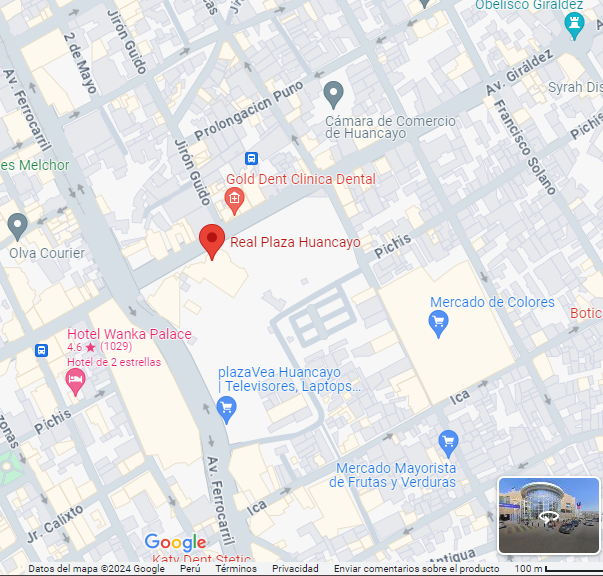 Obelisco Giráldez
Jirón Guido
2 de Mayo
Av. Ferrocarril
Av. Giráldez
Syrah Dis
Prolongación Puno
Cámara de Comercio
de Huancayo
Francisco Solano
Pichis
Jirón Guido
es Melchor
Gold Dent Clinica Dental
Olva Courier
Real Plaza Huancayo
Pichis
Mercado de Colores
Botic
Hotel Wanka Palace
4.6 ★ (1029)
Hotel de 2 estrellas
plazaVea Huancayo
| Televisores, Laptops...
Pichis
Ica
zonas
Mercado Mayorista
de Frutas y Verduras
Av. Ferrocarril
Ica
Jr. Calixto
Google
Katy Dent Stetic
Antigua
Datos del mapa ©2024 Google Perú Términos Privacidad Enviar comentarios sobre el producto 100 m